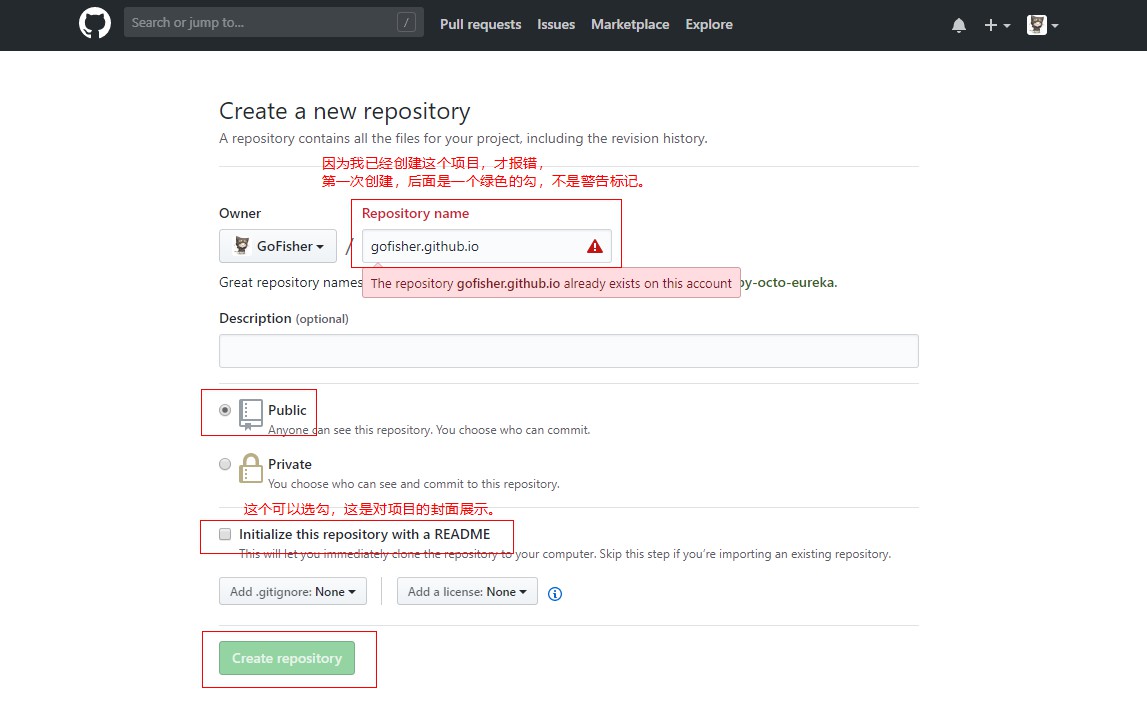 Search or jump to... /
Pull requests Issues Marketplace Explore
Create a new repository
A repository contains all the files for your project, including the revision history.
因为我已经创建这个项目，才报错，
第一次创建，后面是一个绿色的勾，不是警告标记。
Owner
Repository name
GoFisher / gofisher.github.io
Great repository names
The repository gofisher.github.io already exists on this account
by-octo-eureka.
Description (optional)
Public
Anyone can see this repository. You choose who can commit.
Private
You choose who can see and commit to this repository.
这个可以选勾，这是对项目的封面展示。
Initialize this repository with a README
This will let you immediately clone the repository to your computer. Skip this step if you’re importing an existing repository.
Add .gitignore: None Add a license: None
Create repository